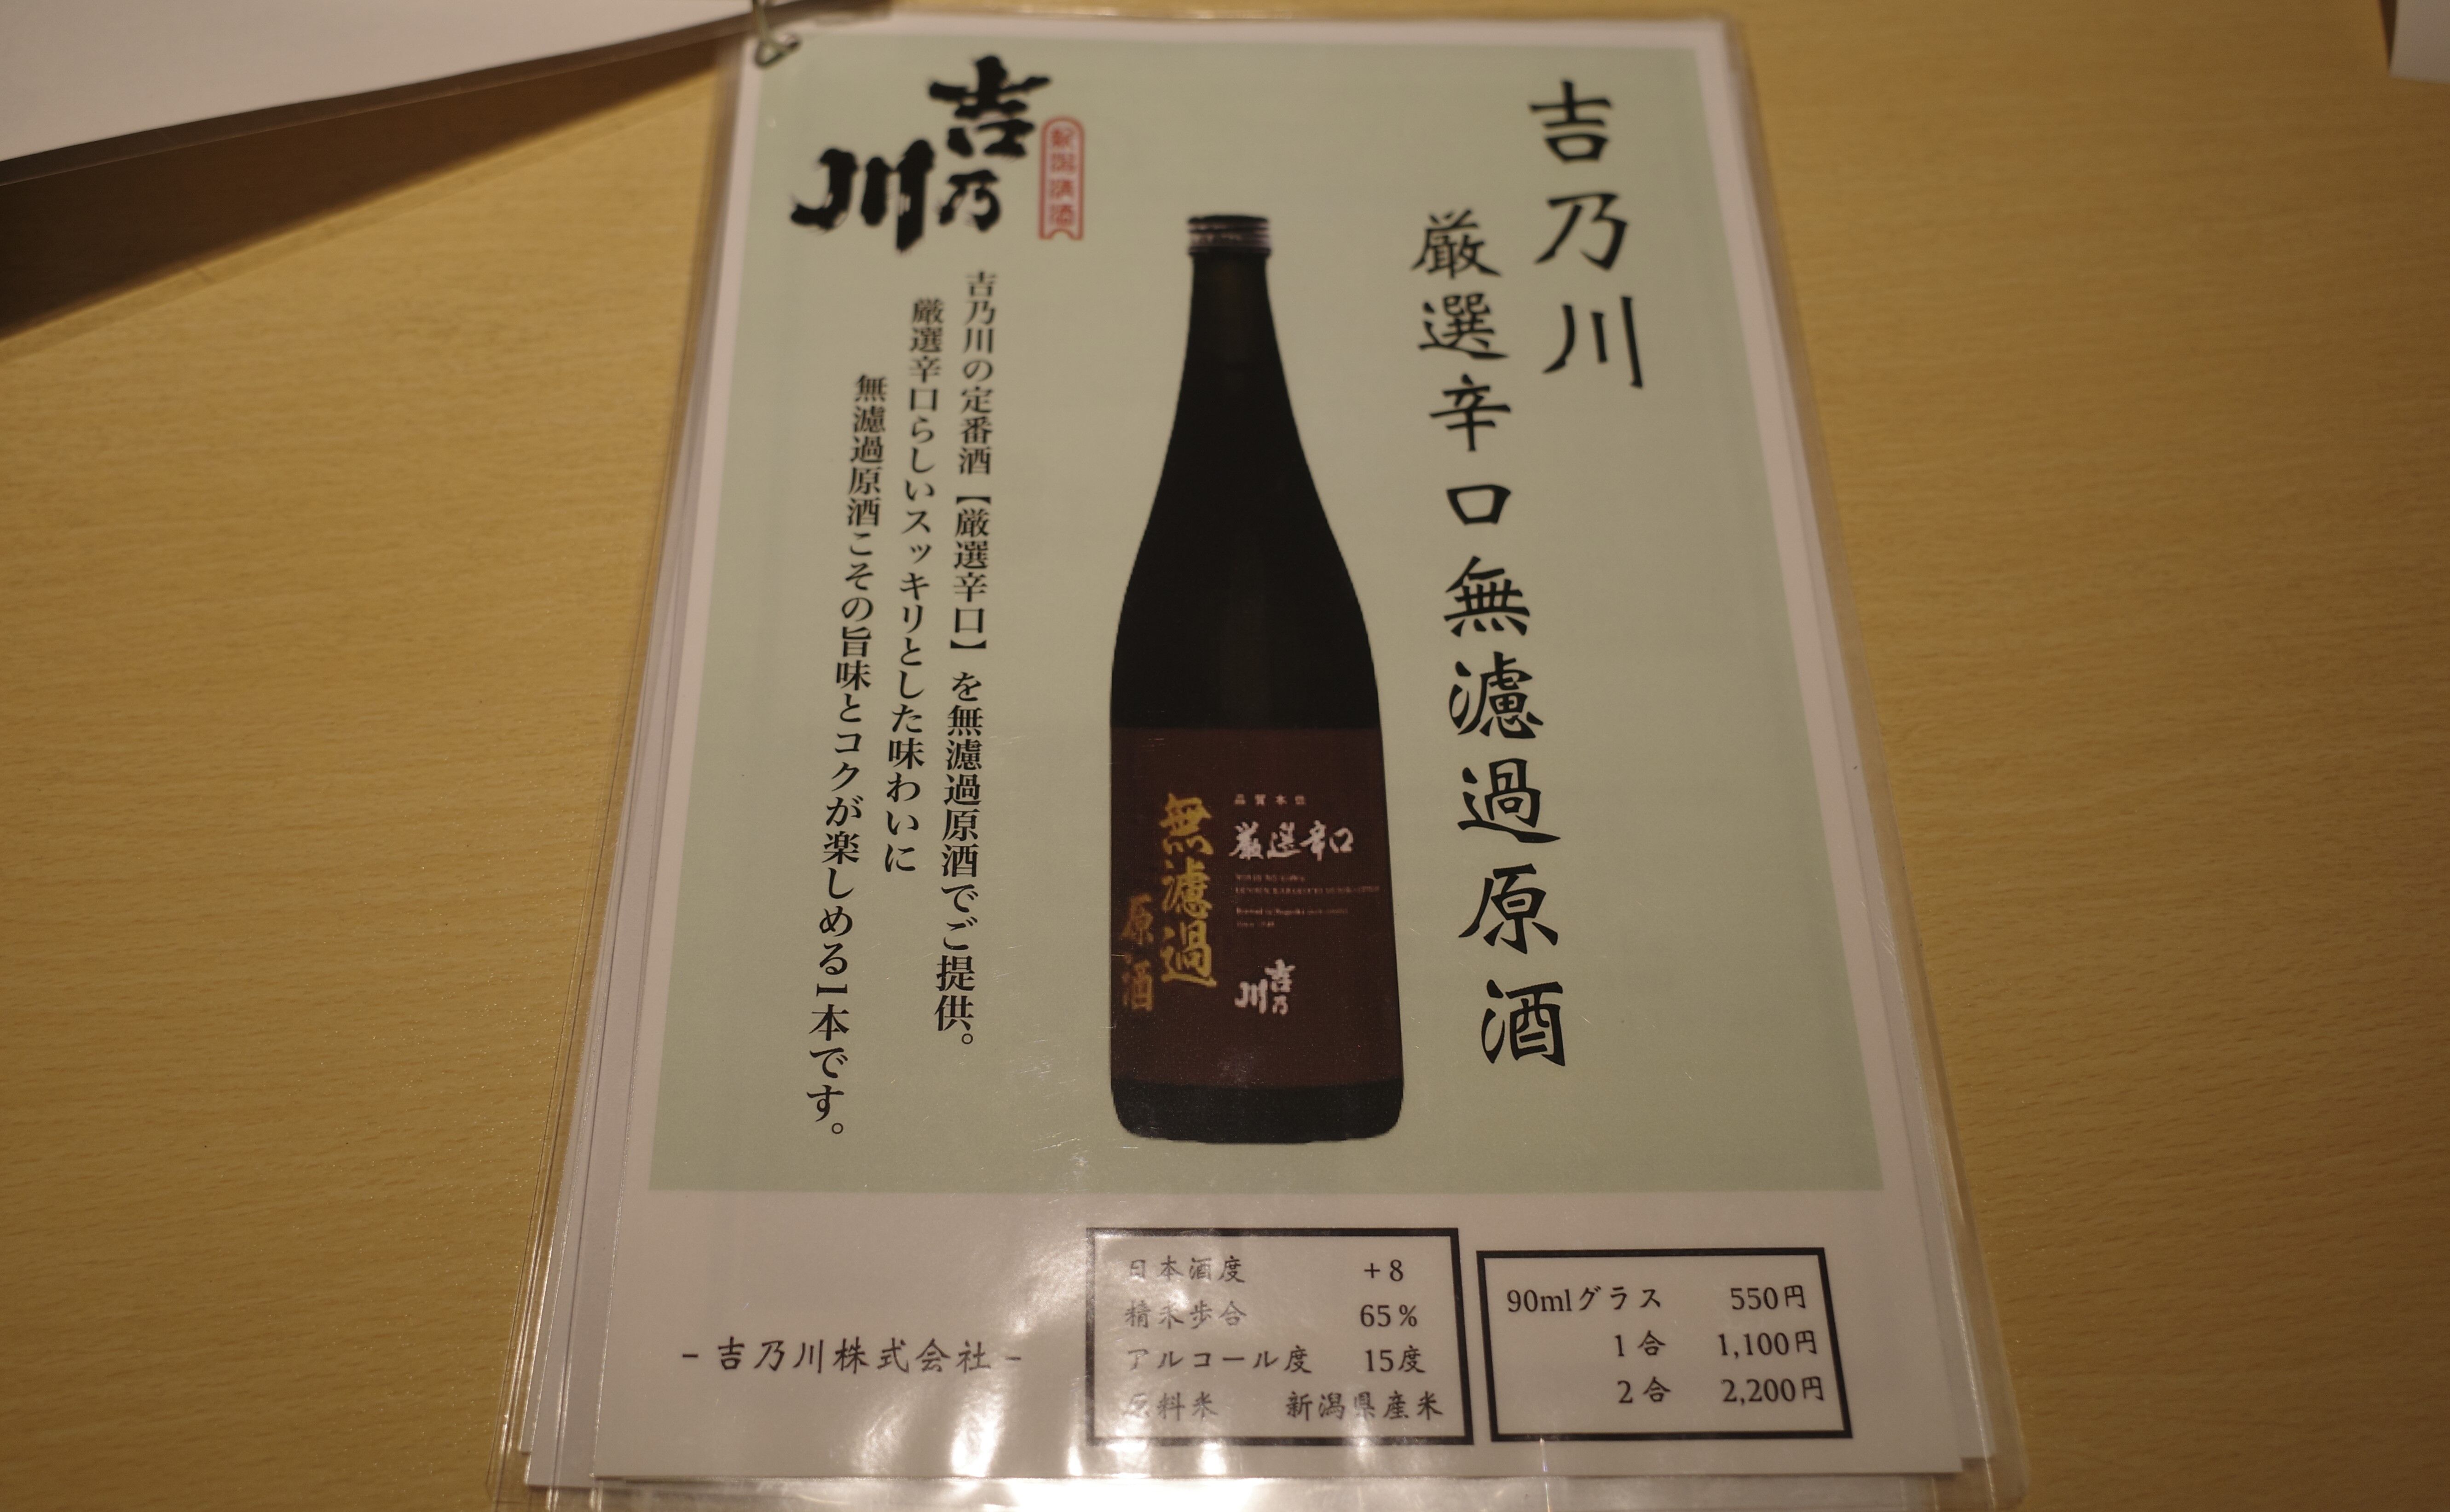 吉乃川
厳選辛口無濾過原酒
吉乃川
新潟清酒
吉乃川の定番酒【厳選辛口】を無濾過原酒でご提供。
厳選辛口らしいスッキリとした味わいに
無濾過原酒こその旨味とコクが楽しめる1本です。
品質本位
厳選辛口
無濾過
原酒
吉乃川
日本酒度 +8
精米歩合 65%
アルコール度 15度
原料米 新潟県産米
90mlグラス 550円
1合 1,100円
2合 2,200円
- 吉乃川株式会社 -